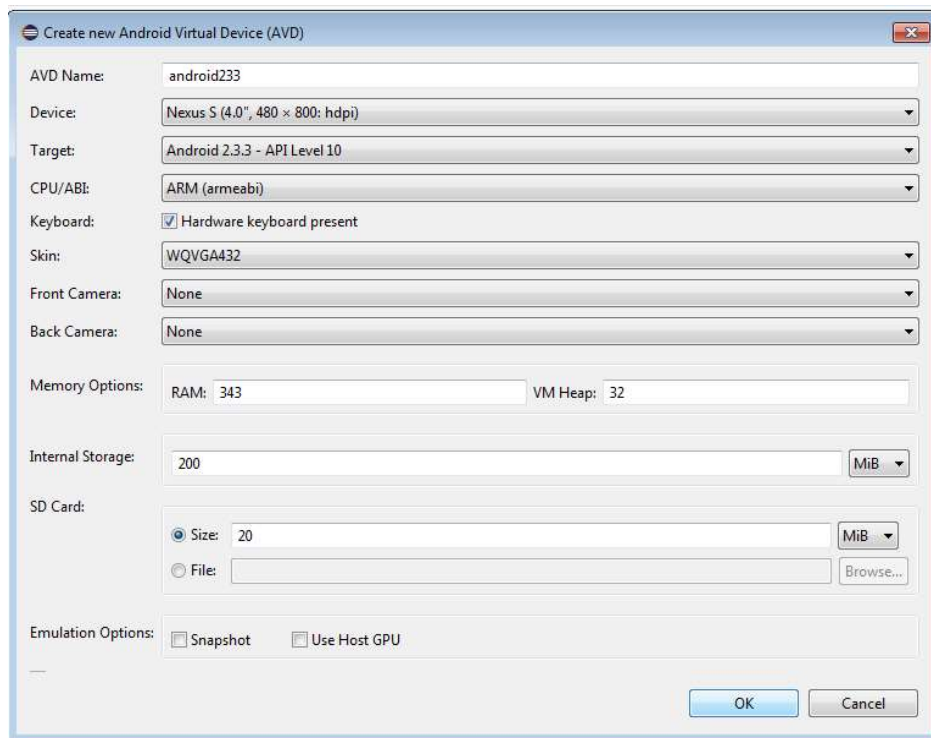 Create new Android Virtual Device (AVD)
AVD Name: android233
Device: Nexus S (4.0", 480 × 800: hdpi)
Target: Android 2.3.3 - API Level 10
CPU/ABI: ARM (armeabi)
Keyboard: Hardware keyboard present
Skin: WQVGA432
Front Camera: None
Back Camera: None
Memory Options: RAM: 343 VM Heap: 32
Internal Storage: 200 MiB
SD Card:
Size: 20 MiB
File: Browse...
Emulation Options: Snapshot Use Host GPU
OK Cancel